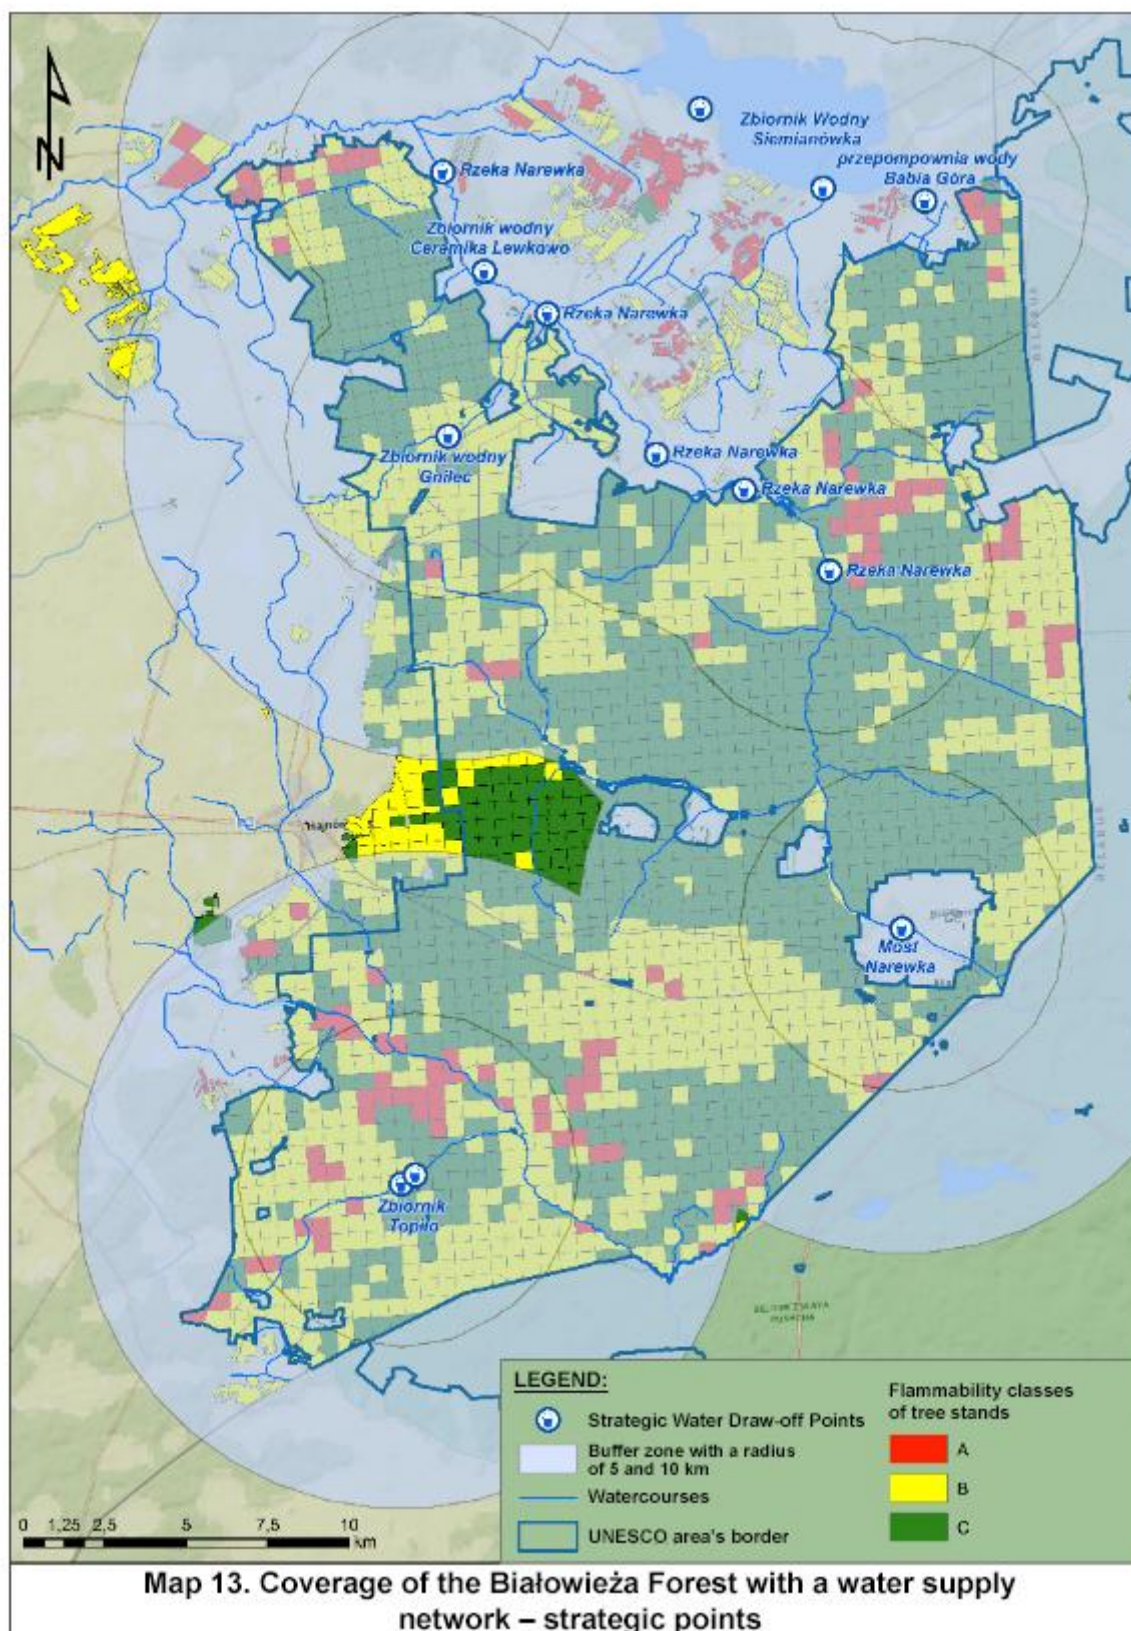 N
Zbiornik Wodny
Siemianówka
przepompownia wody
Babia Góra
Rzeka Narewka
Zbiornik wodny
Ceramika Lewkowo
Rzeka Narewka
Zbiornik wodny
Gnilec
Rzeka Narewka
Rzeka Narewka
Rzeka Narewka
Most
Narewka
Zbiornik
Topiło
BELARUS
BELARUS
LEGEND:
Strategic Water Draw-off Points
Buffer zone with a radius
of 5 and 10 km
Watercourses
UNESCO area's border
Flammability classes
of tree stands
A
B
C
0 1,25 2,5 5 7,5 10
km
Map 13. Coverage of the Białowieża Forest with a water supply
network – strategic points